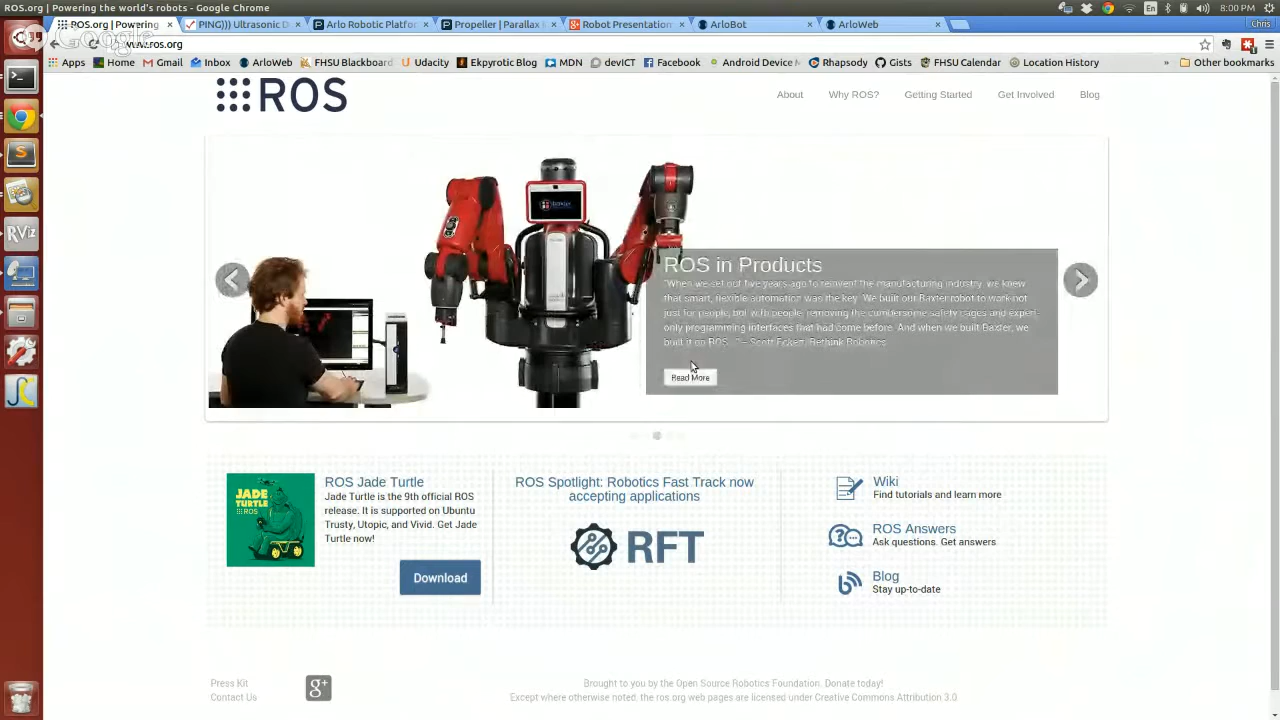 ROS.org | Powering the world's robots - Google Chrome
En
8:00 PM
ROS.org | Powering
PING))) Ultrasonic D
Arlo Robotic Platfor
Propeller | Parallax
Robot Presentation
ArloBot
ArloWeb
Chris
Google
www.ros.org
Apps
Home
Gmail
Inbox
ArloWeb
FHSU Blackboard
Udacity
Ekpyrotic Blog
MDN
devICT
Facebook
Android Device M
Rhapsody
Gists
FHSU Calendar
Location History
»
Other bookmarks
ROS
About
Why ROS?
Getting Started
Get Involved
Blog
RViz
ROS in Products
"When we set out five years ago to reinvent the manufacturing industry, we knew
that smart, flexible automation was the key. We built our Baxter robot to work not
just for people, but with people, removing the cumbersome safety cages and expert-
only programming interfaces that had come before. And when we built Baxter, we
built it on ROS. "-- Scott Eckert, Rethink Robotics
Read More
JADE
TURTLE
ROS
ROS Jade Turtle
Jade Turtle is the 9th official ROS
release. It is supported on Ubuntu
Trusty, Utopic, and Vivid. Get Jade
Turtle now!
Download
ROS Spotlight: Robotics Fast Track now
accepting applications
RFT
Wiki
Find tutorials and learn more
ROS Answers
Ask questions. Get answers
Blog
Stay up-to-date
Press Kit
Contact Us
g+
Brought to you by the Open Source Robotics Foundation. Donate today!
Except where otherwise noted, the ros.org web pages are licensed under Creative Commons Attribution 3.0